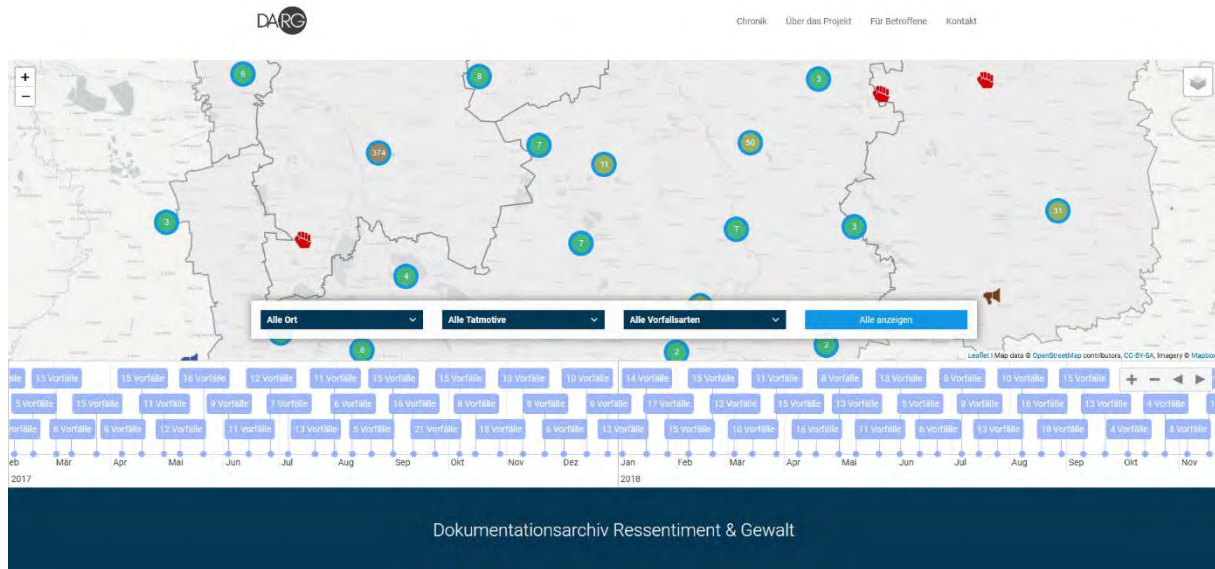 DARG
Chronik Über das Projekt Für Betroffene Kontakt
+
−
6
8
3
374
7
11
50
3
7
7
3
31
4
Alle Ort Alle Tatmotive Alle Vorfallsarten Alle anzeigen
6
2
2
Leaflet | Map data © OpenStreetMap contributors, CC-BY-SA, Imagery © Mapbox
13 Vorfälle 15 Vorfälle 16 Vorfälle 12 Vorfälle 11 Vorfälle 15 Vorfälle 15 Vorfälle 13 Vorfälle 10 Vorfälle 14 Vorfälle 15 Vorfälle 11 Vorfälle 8 Vorfälle 13 Vorfälle 8 Vorfälle 10 Vorfälle 15 Vorfälle + −
5 Vorfälle 15 Vorfälle 11 Vorfälle 9 Vorfälle 7 Vorfälle 6 Vorfälle 16 Vorfälle 8 Vorfälle 8 Vorfälle 6 Vorfälle 17 Vorfälle 12 Vorfälle 15 Vorfälle 13 Vorfälle 5 Vorfälle 9 Vorfälle 16 Vorfälle 13 Vorfälle 4 Vorfälle
Vorfälle 6 Vorfälle 9 Vorfälle 12 Vorfälle 11 Vorfälle 13 Vorfälle 5 Vorfälle 21 Vorfälle 18 Vorfälle 6 Vorfälle 13 Vorfälle 15 Vorfälle 10 Vorfälle 16 Vorfälle 11 Vorfälle 6 Vorfälle 13 Vorfälle 18 Vorfälle 4 Vorfälle 4 Vorfälle
eb Mär Apr Mai Jun Jul Aug Sep Okt Nov Dez Jan Feb Mär Apr Mai Jun Jul Aug Sep Okt Nov
2017 2018
Dokumentationsarchiv Ressentiment & Gewalt